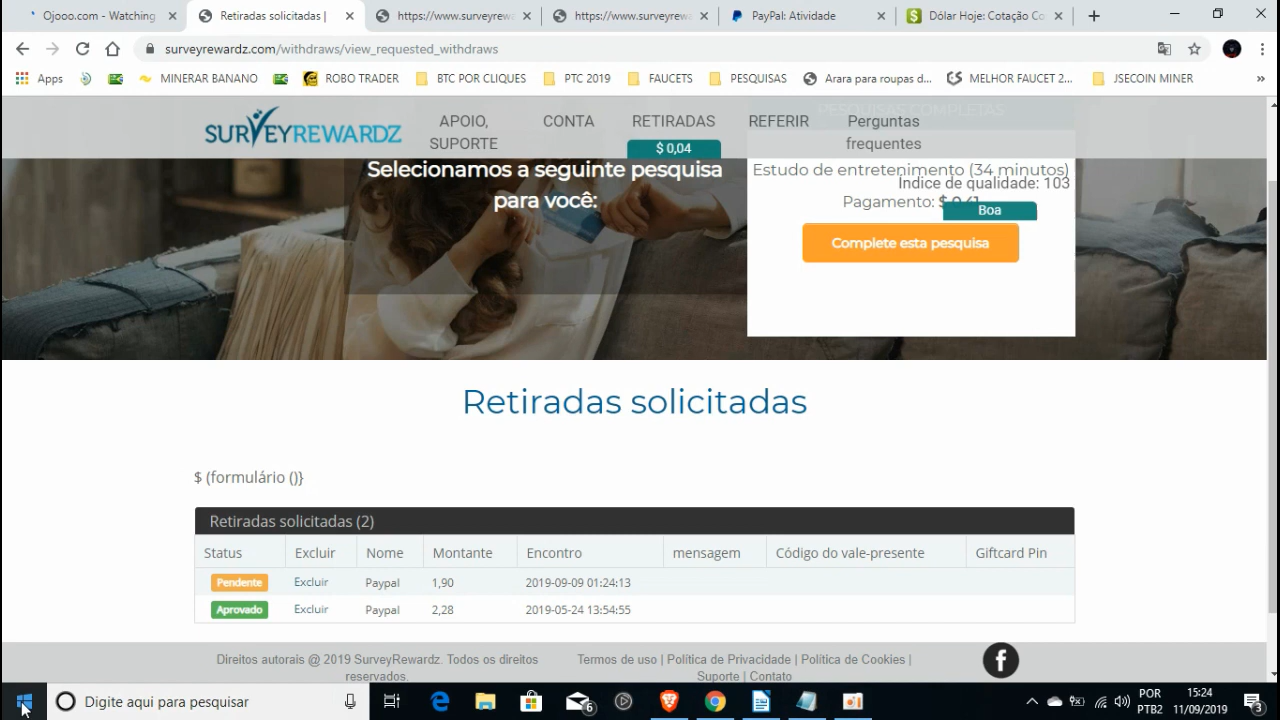 Ojooo.com - Watching
Retiradas solicitadas |
https://www.surveyrewa
https://www.surveyrewa
PayPal: Atividade
Dólar Hoje: Cotação Co
surveyrewardz.com/withdraws/view_requested_withdraws
Apps
MINERAR BANANO
ROBO TRADER
BTC POR CLIQUES
PTC 2019
FAUCETS
PESQUISAS
Arara para roupas d...
MELHOR FAUCET 2...
JSECOIN MINER
»
SURVEYREWARDZ
APOIO,
SUPORTE
CONTA
RETIRADAS
$ 0,04
REFERIR
Perguntas
frequentes
PESQUISAS COMPLETAS
Selecionamos a seguinte pesquisa
para você:
Estudo de entretenimento (34 minutos)
Índice de qualidade: 103
Pagamento: $
Boa
Complete esta pesquisa
Retiradas solicitadas
$ (formulário ()}
Retiradas solicitadas (2)
Status Excluir Nome Montante Encontro mensagem Código do vale-presente Giftcard Pin
Pendente Excluir Paypal 1,90 2019-09-09 01:24:13
Aprovado Excluir Paypal 2,28 2019-05-24 13:54:55
Direitos autorais @ 2019 SurveyRewardz. Todos os direitos
reservados.
Termos de uso | Política de Privacidade | Política de Cookies |
Suporte | Contato
f
Digite aqui para pesquisar
6
POR
PTB2
15:24
11/09/2019
3